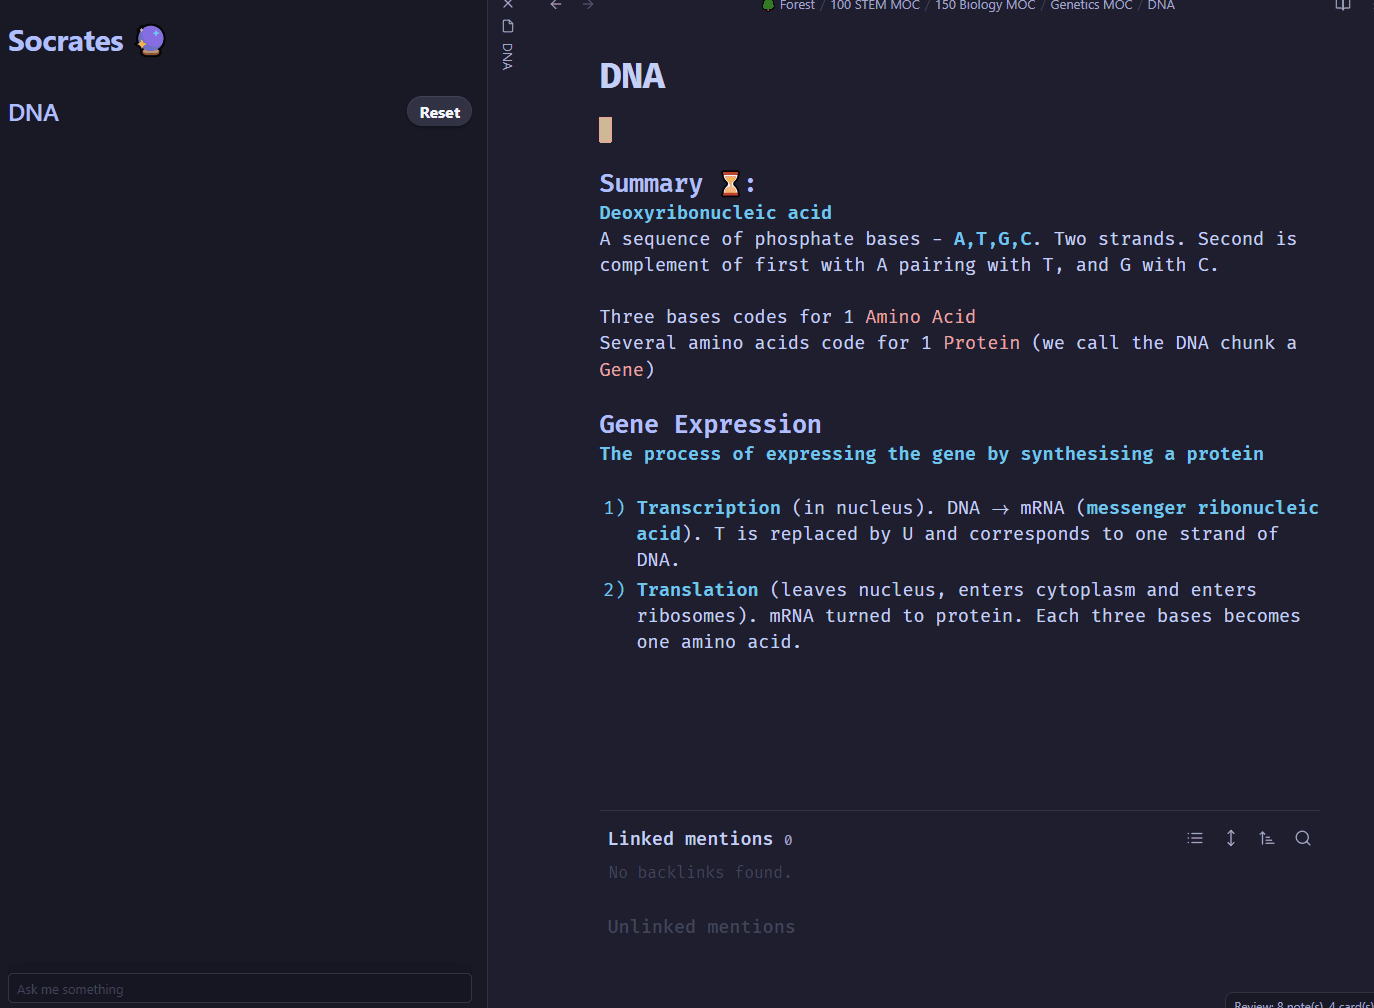 Socrates 🔮
DNA
Reset
Ask me something
DNA
Forest / 100 STEM MOC / 150 Biology MOC / Genetics MOC / DNA
DNA
Summary ⏳:
Deoxyribonucleic acid
A sequence of phosphate bases - A,T,G,C. Two strands. Second is
complement of first with A pairing with T, and G with C.
Three bases codes for 1 Amino Acid
Several amino acids code for 1 Protein (we call the DNA chunk a
Gene)
Gene Expression
The process of expressing the gene by synthesising a protein
1) Transcription (in nucleus). DNA → mRNA (messenger ribonucleic
acid). T is replaced by U and corresponds to one strand of
DNA.
2) Translation (leaves nucleus, enters cytoplasm and enters
ribosomes). mRNA turned to protein. Each three bases becomes
one amino acid.
Linked mentions 0
No backlinks found.
Unlinked mentions
Review: 8 note(s), 4 card(s)